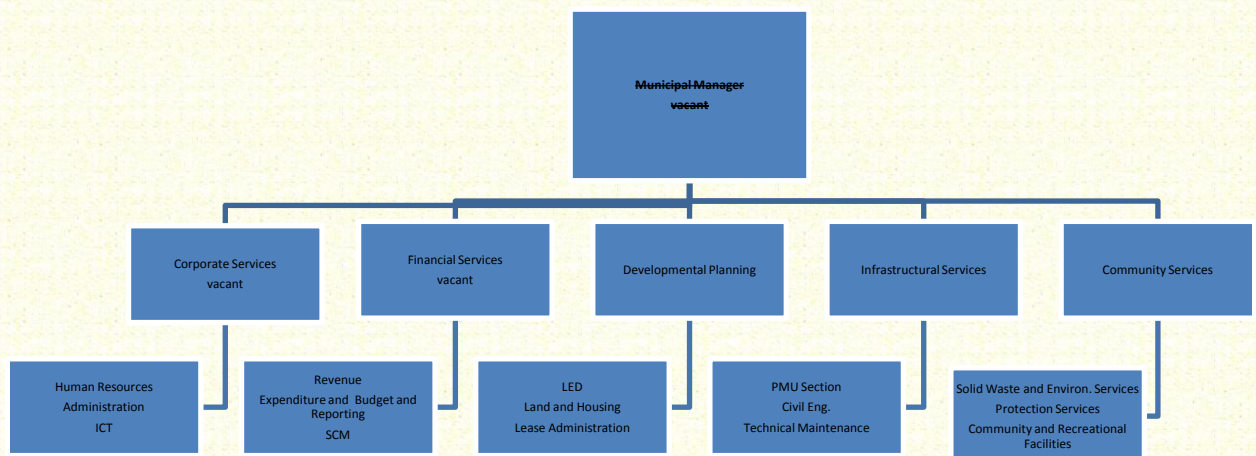 Municipal Manager
vacant
Corporate Services
vacant
Financial Services
vacant
Developmental Planning
Infrastructural Services
Community Services
Human Resources
Administration
ICT
Revenue
Expenditure and Budget and
Reporting
SCM
LED
Land and Housing
Lease Administration
PMU Section
Civil Eng.
Technical Maintenance
Solid Waste and Environ. Services
Protection Services
Community and Recreational
Facilities